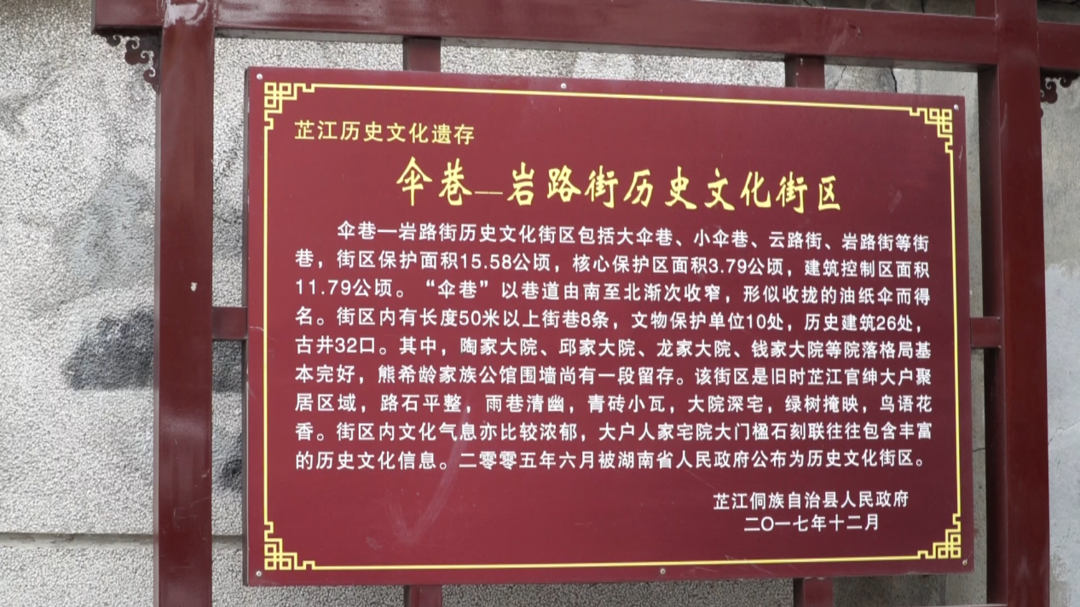 芷江历史文化遗存
伞巷—岩路街历史文化街区
伞巷—岩路街历史文化街区包括大伞巷、小伞巷、云路街、岩路街等街
巷，街区保护面积15.58公顷，核心保护区面积3.79公顷，建筑控制区面积
11.79公顷。“伞巷”以巷道由南至北渐次收窄，形似收拢的油纸伞而得
名。街区内有长度50米以上街巷8条，文物保护单位10处，历史建筑26处，
古井32口。其中，陶家大院、邱家大院、龙家大院、钱家大院等院落格局基
本完好，熊希龄家族公馆围墙尚有一段留存。该街区是旧时芷江官绅大户聚
居区域，路石平整，雨巷清幽，青砖小瓦，大院深宅，绿树掩映，鸟语花
香。街区内文化气息亦比较浓郁，大户人家宅院大门楹石刻联往往包含丰富
的历史文化信息。二零零五年六月被湖南省人民政府公布为历史文化街区。
芷江侗族自治县人民政府
二〇一七年十二月